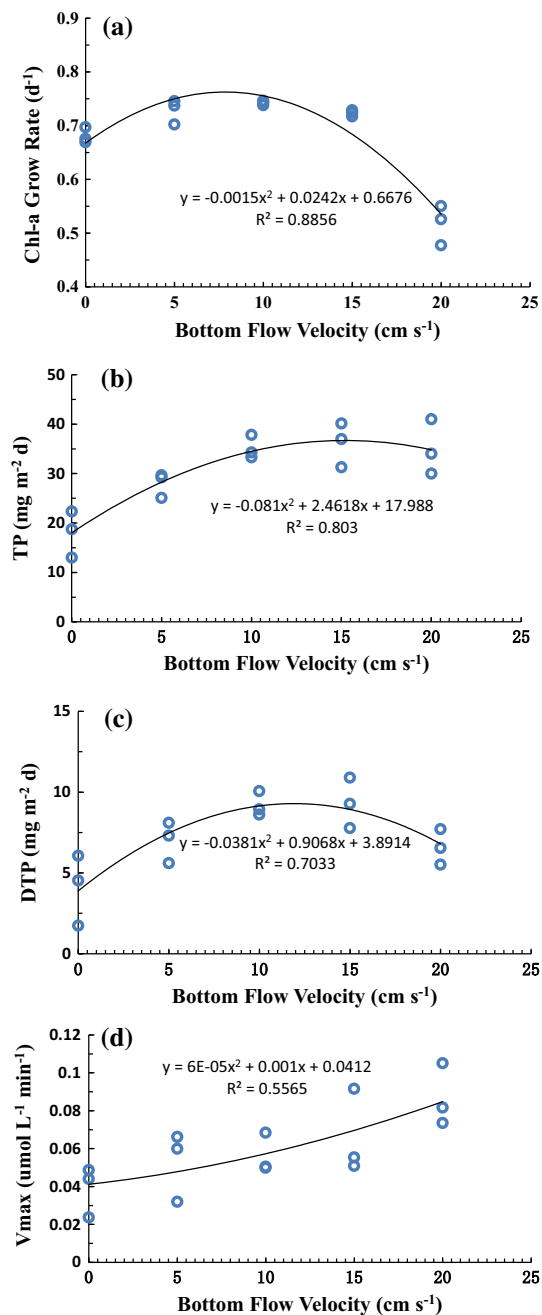 (a)
0.9
0.8
0.7
0.6
0.5
0.4
Chl-a Grow Rate (d⁻¹)
y = -0.0015x² + 0.0242x + 0.6676
R² = 0.8856
0 5 10 15 20 25
Bottom Flow Velocity (cm s⁻¹)
(b)
50
40
30
20
10
0
TP (mg m⁻² d)
y = -0.081x² + 2.4618x + 17.988
R² = 0.803
0 5 10 15 20 25
Bottom Flow Velocity (cm s⁻¹)
(c)
15
10
5
0
DTP (mg m⁻² d)
y = -0.0381x² + 0.9068x + 3.8914
R² = 0.7033
0 5 10 15 20 25
Bottom Flow Velocity (cm s⁻¹)
(d)
0.12
0.1
0.08
0.06
0.04
0.02
0
Vmax (umol L⁻¹ min⁻¹)
y = 6E-05x² + 0.001x + 0.0412
R² = 0.5565
0 5 10 15 20 25
Bottom Flow Velocity (cm s⁻¹)